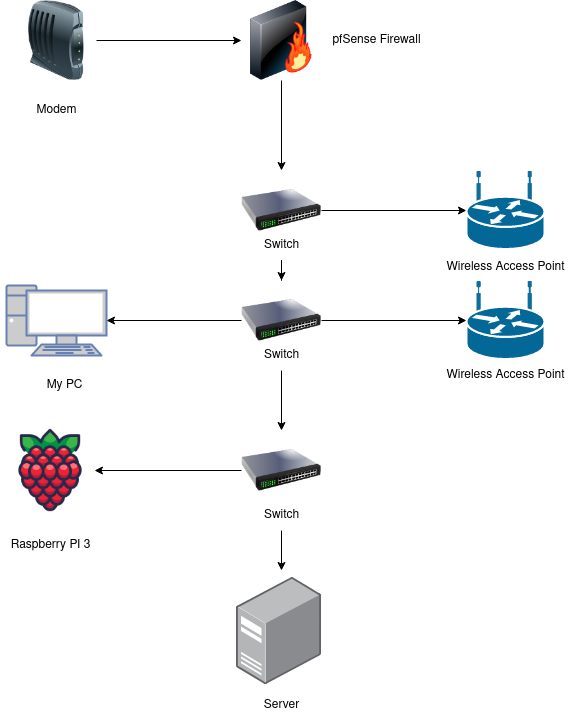 pfSense Firewall
Modem
Switch
Wireless Access Point
Switch
Wireless Access Point
My PC
Switch
Raspberry PI 3
Server